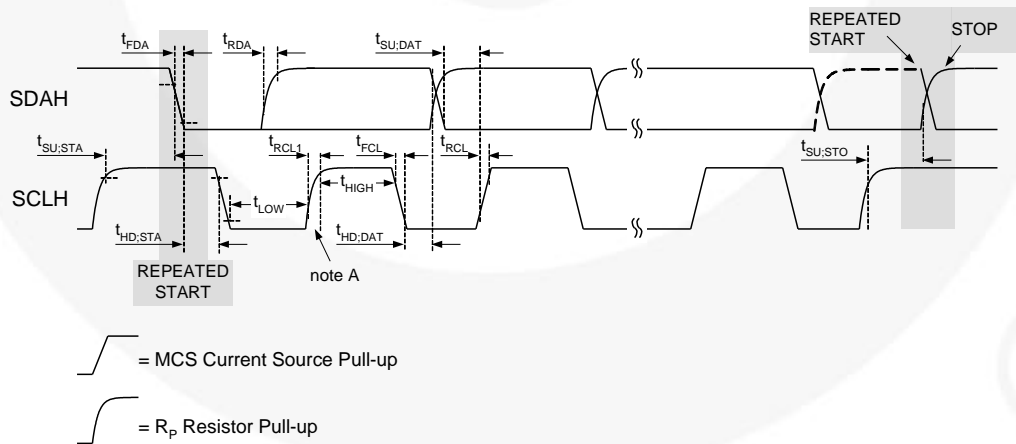 REPEATED
START
STOP
tFDA
tRDA
tSU;DAT
SDAH
tSU;STA
tRCL1
tFCL
tRCL
tSU;STO
tHIGH
SCLH
tLOW
tHD;STA
tHD;DAT
REPEATED
START
note A
= MCS Current Source Pull-up
= RP Resistor Pull-up